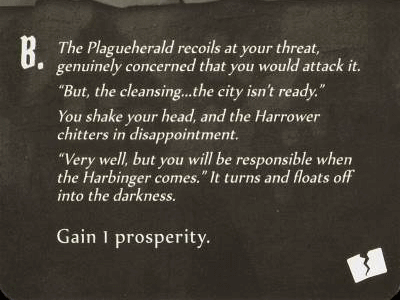 B.
The Plagueherald recoils at your threat,
genuinely concerned that you would attack it.
“But, the cleansing...the city isn’t ready.”
You shake your head, and the Harrower
chitters in disappointment.
“Very well, but you will be responsible when
the Harbinger comes.” It turns and floats off
into the darkness.
Gain 1 prosperity.